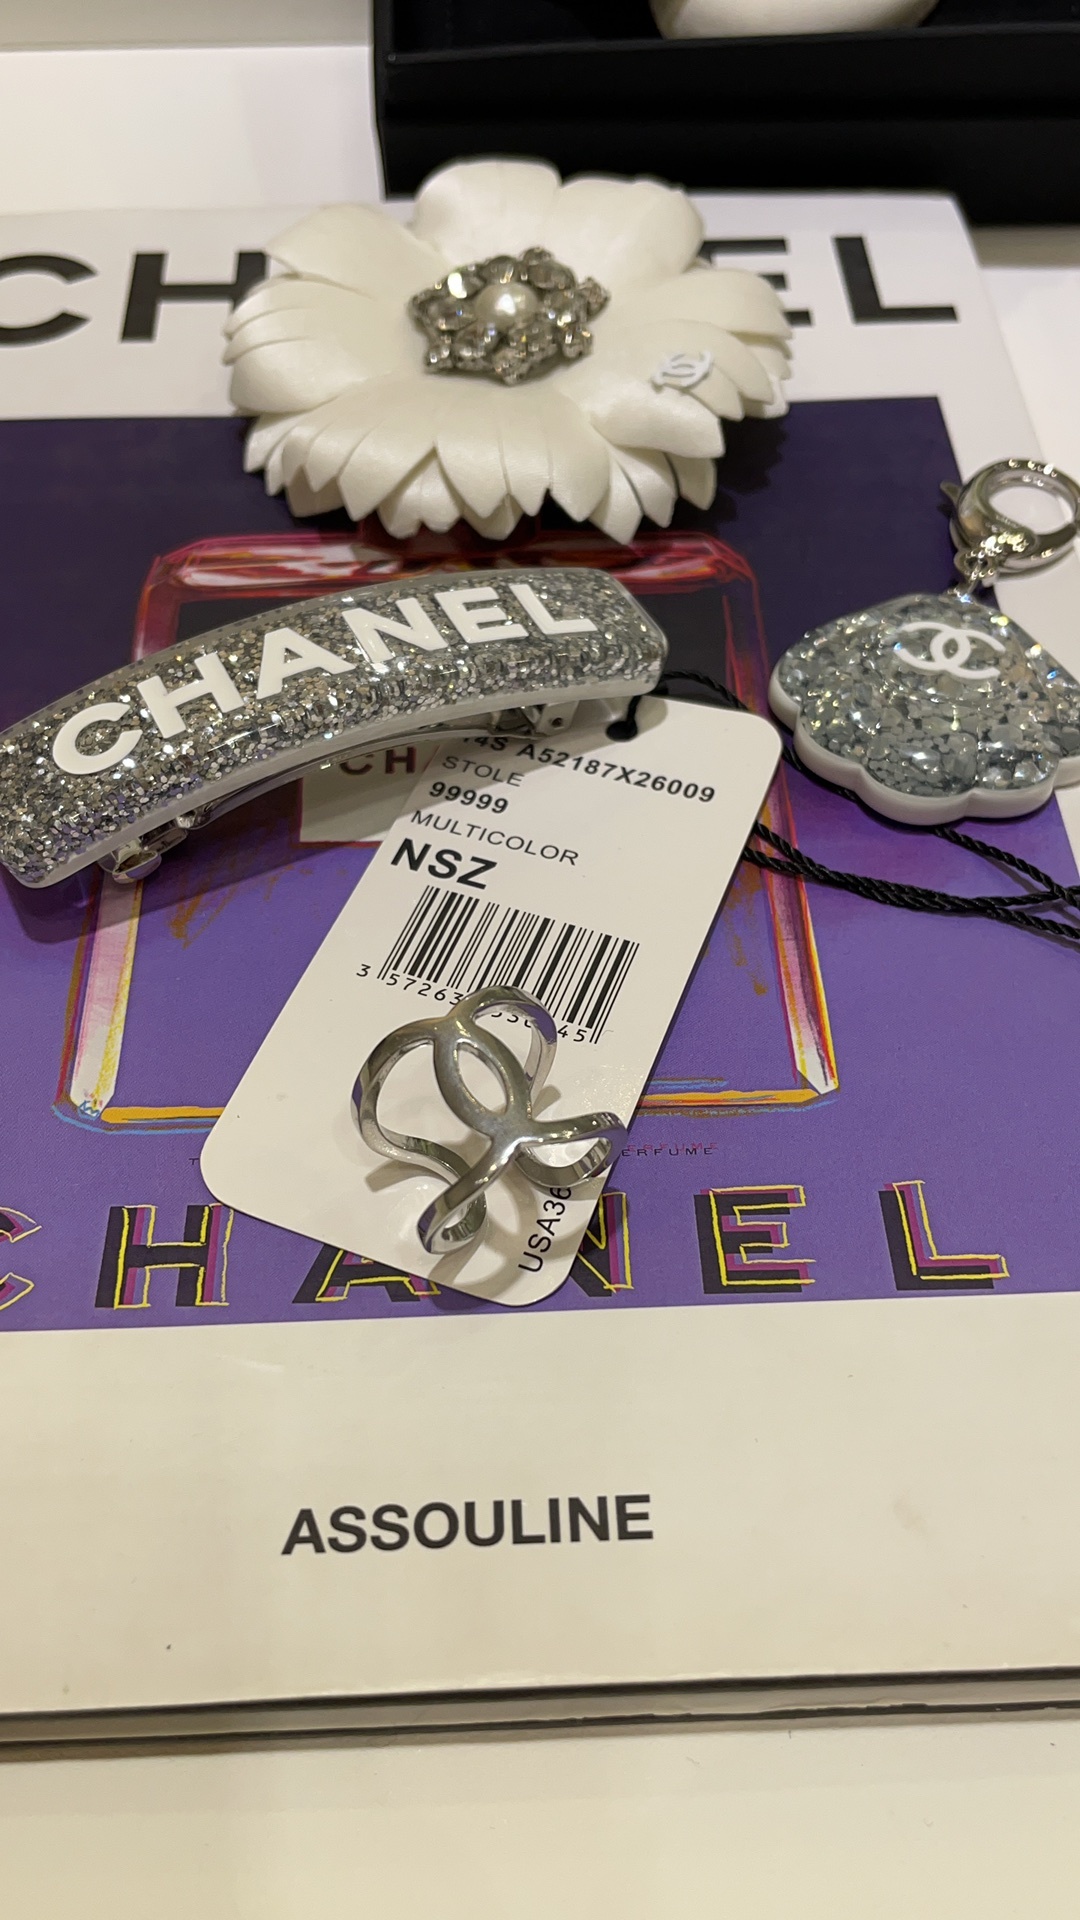 CHANEL
CHANEL
14S A52187X26009
STOLE
99999
MULTICOLOR
NSZ
CH
PERFUME
CHANEL
ASSOULINE